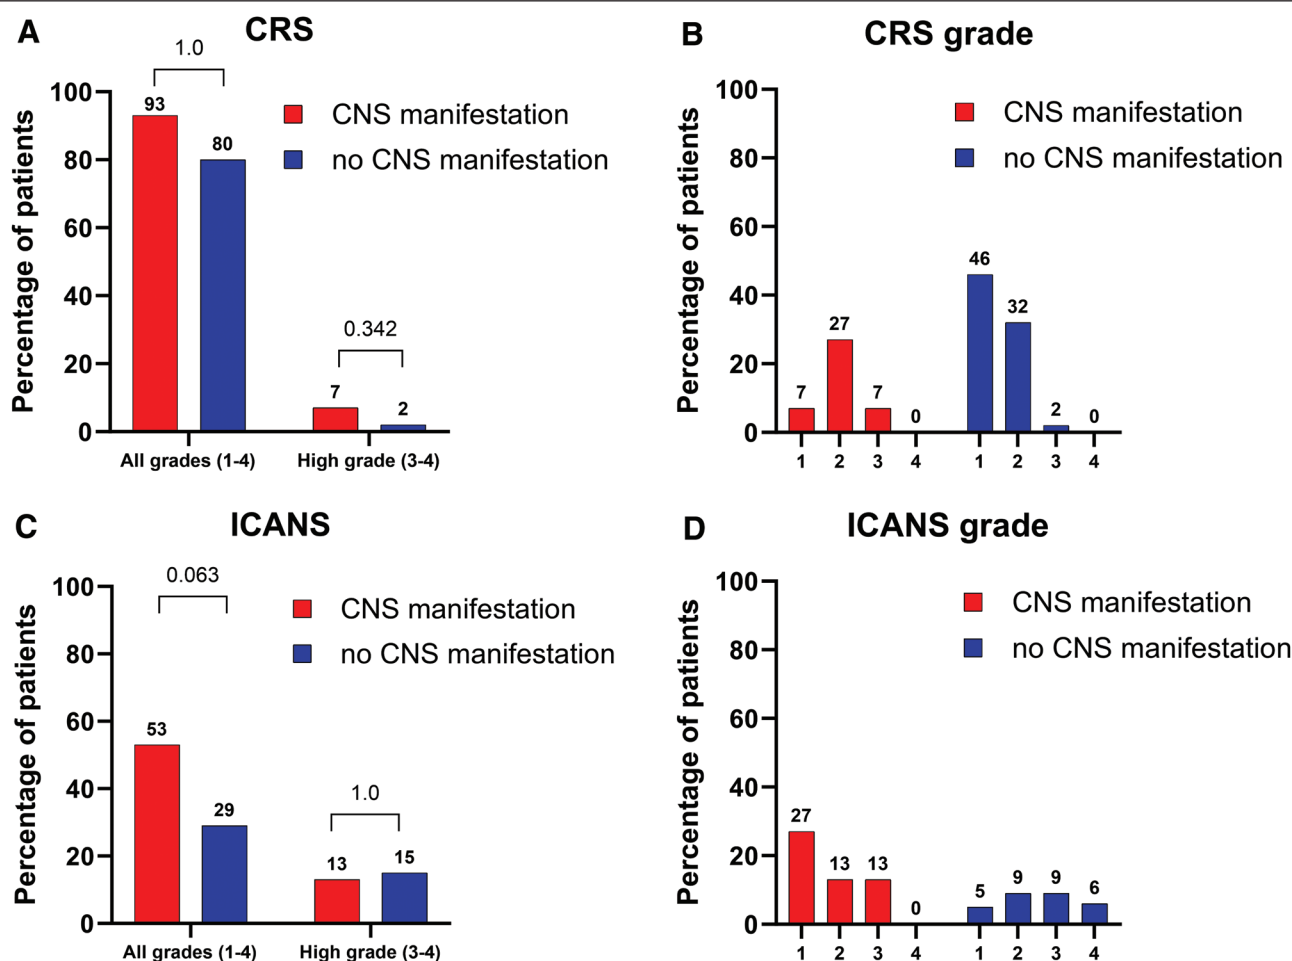 A
CRS
1.0
93
80
0.342
7
2
CNS manifestation
no CNS manifestation
Percentage of patients
100
80
60
40
20
0
All grades (1-4)
High grade (3-4)
B
CRS grade
CNS manifestation
no CNS manifestation
Percentage of patients
100
80
60
40
20
0
7
27
7
0
46
32
2
0
1 2 3 4 1 2 3 4
C
ICANS
0.063
53
29
1.0
13
15
CNS manifestation
no CNS manifestation
Percentage of patients
100
80
60
40
20
0
All grades (1-4)
High grade (3-4)
D
ICANS grade
CNS manifestation
no CNS manifestation
Percentage of patients
100
80
60
40
20
0
27
13
13
0
5
9
9
6
1 2 3 4 1 2 3 4